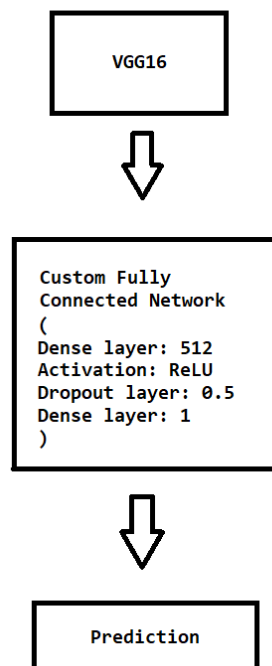 VGG16
Custom Fully
Connected Network
(
Dense layer: 512
Activation: ReLU
Dropout layer: 0.5
Dense layer: 1
)
Prediction